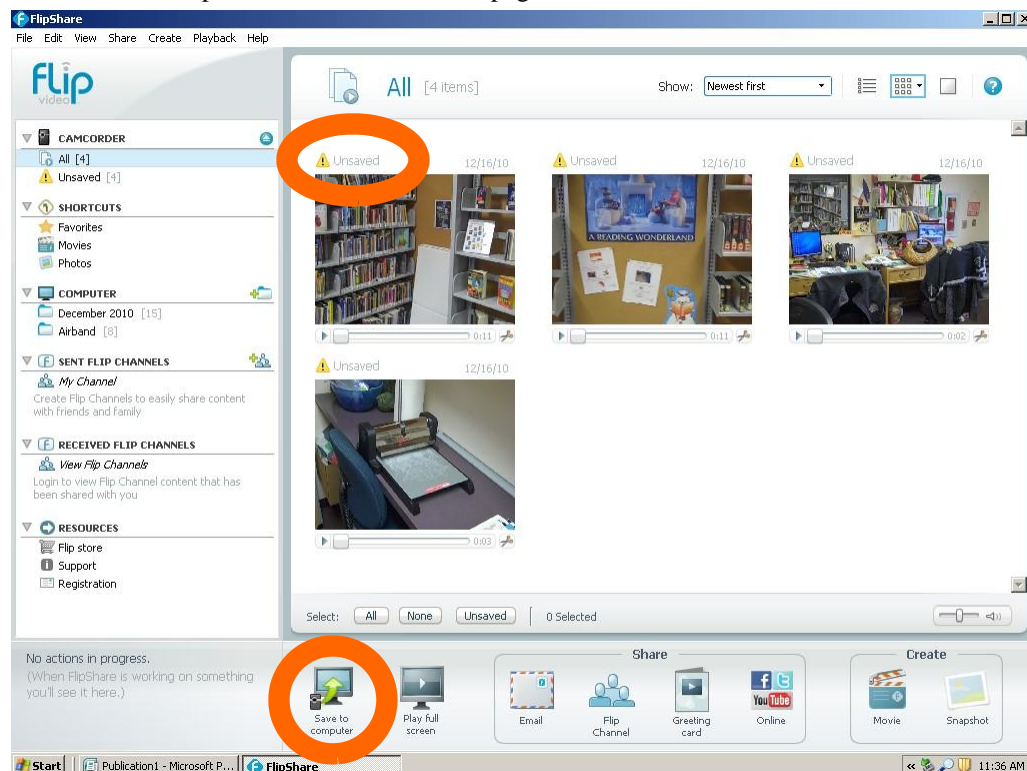 FlipShare
File Edit View Share Create Playback Help
flip
video
All [4 items]
Show: Newest first
CAMCORDER
All [4]
Unsaved [4]
SHORTCUTS
Favorites
Movies
Photos
COMPUTER
December 2010 [15]
Airband [8]
SENT FLIP CHANNELS
My Channel
Create Flip Channels to easily share content
with friends and family
RECEIVED FLIP CHANNELS
View Flip Channels
Login to view Flip Channel content that has
been shared with you
RESOURCES
Flip store
Support
Registration
Unsaved 12/16/10
Unsaved 12/16/10
Unsaved 12/16/10
A READING WONDERLAND
0:11
0:11
0:02
Unsaved 12/16/10
0:03
Select: All None Unsaved 0 Selected
No actions in progress.
(When FlipShare is working on something
you'll see it here.)
Save to
computer
Play full
screen
Share
Email
Flip
Channel
Greeting
card
f
You Tube
Online
Create
Movie
Snapshot
Start Publication1 - Microsoft P... FlipShare 11:36 AM